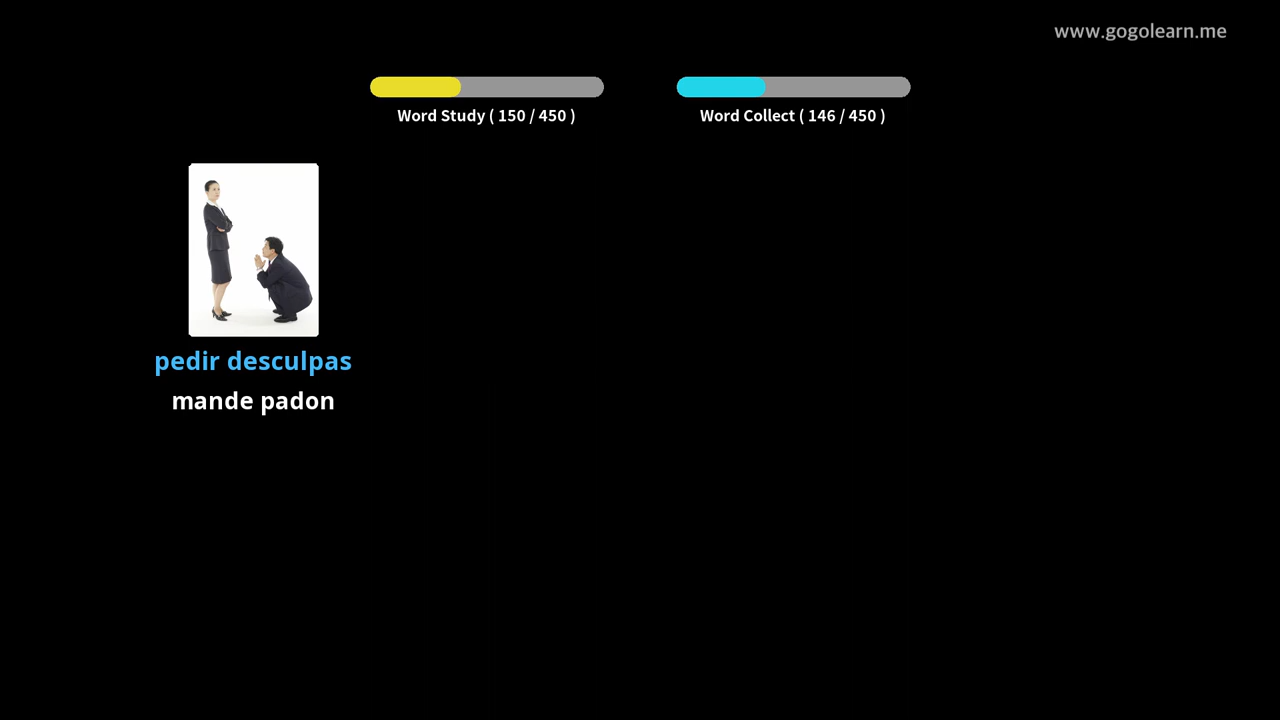 www.gogolearn.me
Word Study ( 150 / 450 )
Word Collect ( 146 / 450 )
pedir desculpas
mande padon